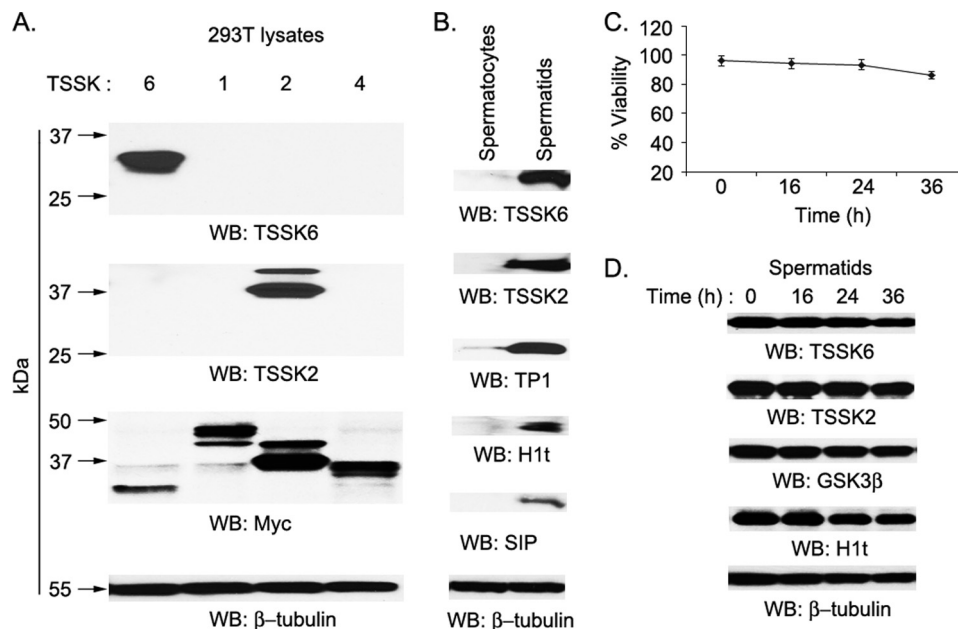 A.
293T lysates
TSSK : 6 1 2 4
kDa
37
25
WB: TSSK6
37
25
WB: TSSK2
50
37
WB: Myc
55
WB: β–tubulin
B.
Spermatocytes
Spermatids
WB: TSSK6
WB: TSSK2
WB: TP1
WB: H1t
WB: SIP
WB: β–tubulin
C.
% Viability
120
100
80
60
40
20
0 16 24 36
Time (h)
D.
Spermatids
Time (h) : 0 16 24 36
WB: TSSK6
WB: TSSK2
WB: GSK3β
WB: H1t
WB: β–tubulin